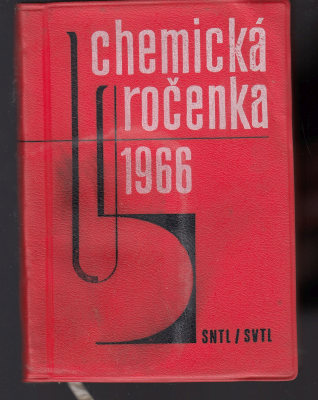 chemická
ročenka
1966
SNTL/SVTL